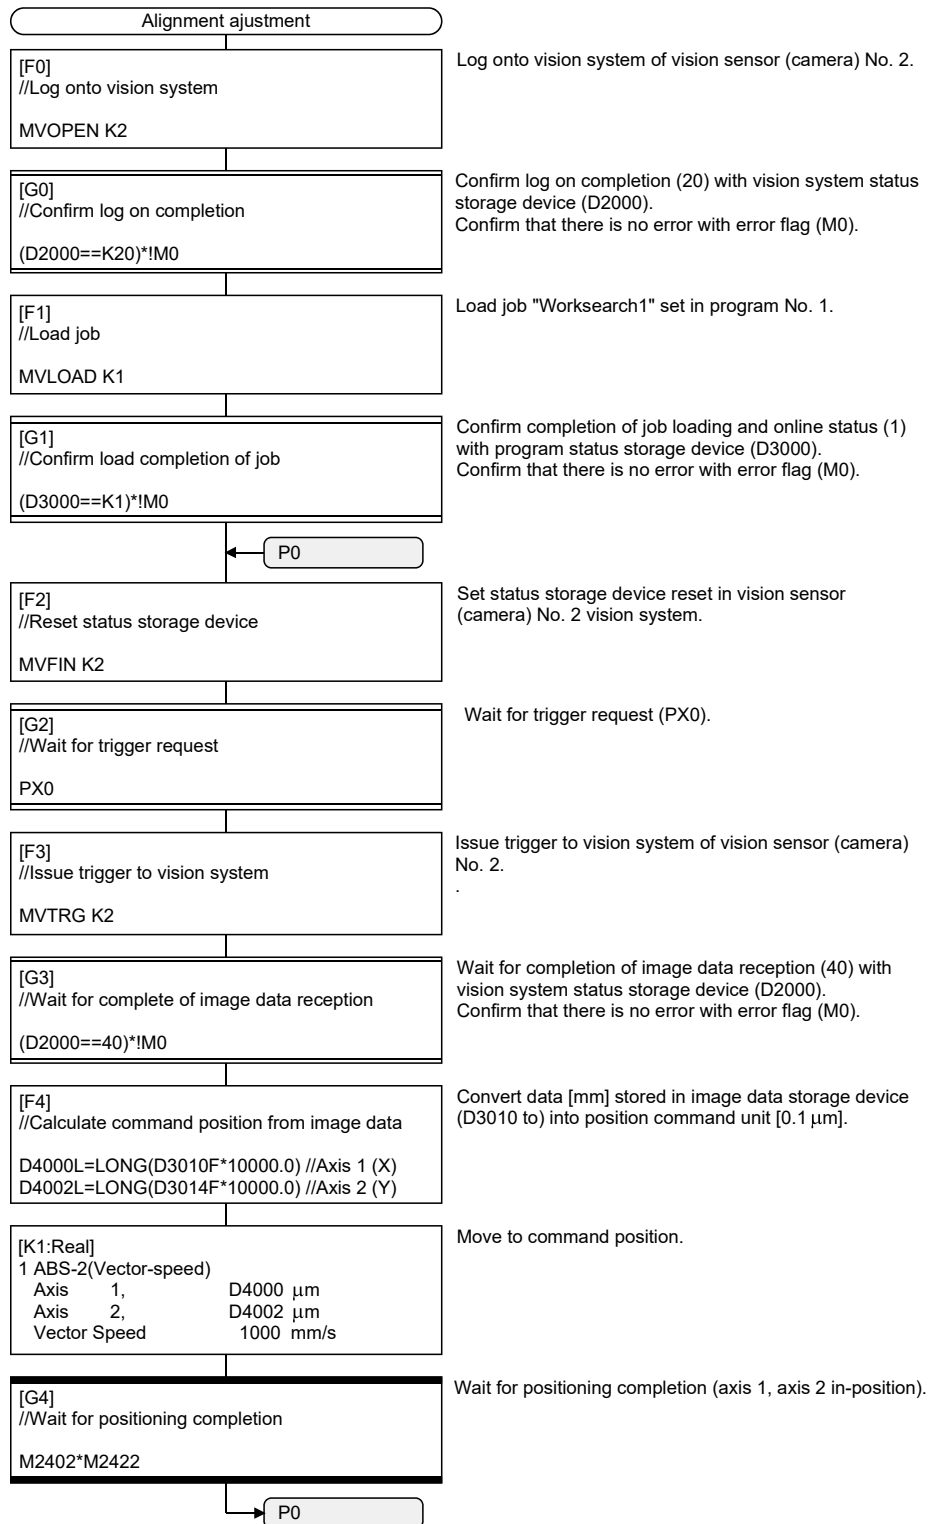 Alignment ajustment
[F0]
//Log onto vision system
MVOPEN K2
Log onto vision system of vision sensor (camera) No. 2.
[G0]
//Confirm log on completion
(D2000==K20)*!M0
Confirm log on completion (20) with vision system status
storage device (D2000).
Confirm that there is no error with error flag (M0).
[F1]
//Load job
MVLOAD K1
Load job "Worksearch1" set in program No. 1.
[G1]
//Confirm load completion of job
(D3000==K1)*!M0
Confirm completion of job loading and online status (1)
with program status storage device (D3000).
Confirm that there is no error with error flag (M0).
P0
[F2]
//Reset status storage device
MVFIN K2
Set status storage device reset in vision sensor
(camera) No. 2 vision system.
[G2]
//Wait for trigger request
PX0
Wait for trigger request (PX0).
[F3]
//Issue trigger to vision system
MVTRG K2
Issue trigger to vision system of vision sensor (camera)
No. 2.
.
[G3]
//Wait for complete of image data reception
(D2000==40)*!M0
Wait for completion of image data reception (40) with
vision system status storage device (D2000).
Confirm that there is no error with error flag (M0).
[F4]
//Calculate command position from image data
D4000L=LONG(D3010F*10000.0) //Axis 1 (X)
D4002L=LONG(D3014F*10000.0) //Axis 2 (Y)
Convert data [mm] stored in image data storage device
(D3010 to) into position command unit [0.1 μm].
[K1:Real]
1 ABS-2(Vector-speed)
Axis 1, D4000 μm
Axis 2, D4002 μm
Vector Speed 1000 mm/s
Move to command position.
[G4]
//Wait for positioning completion
M2402*M2422
Wait for positioning completion (axis 1, axis 2 in-position).
P0